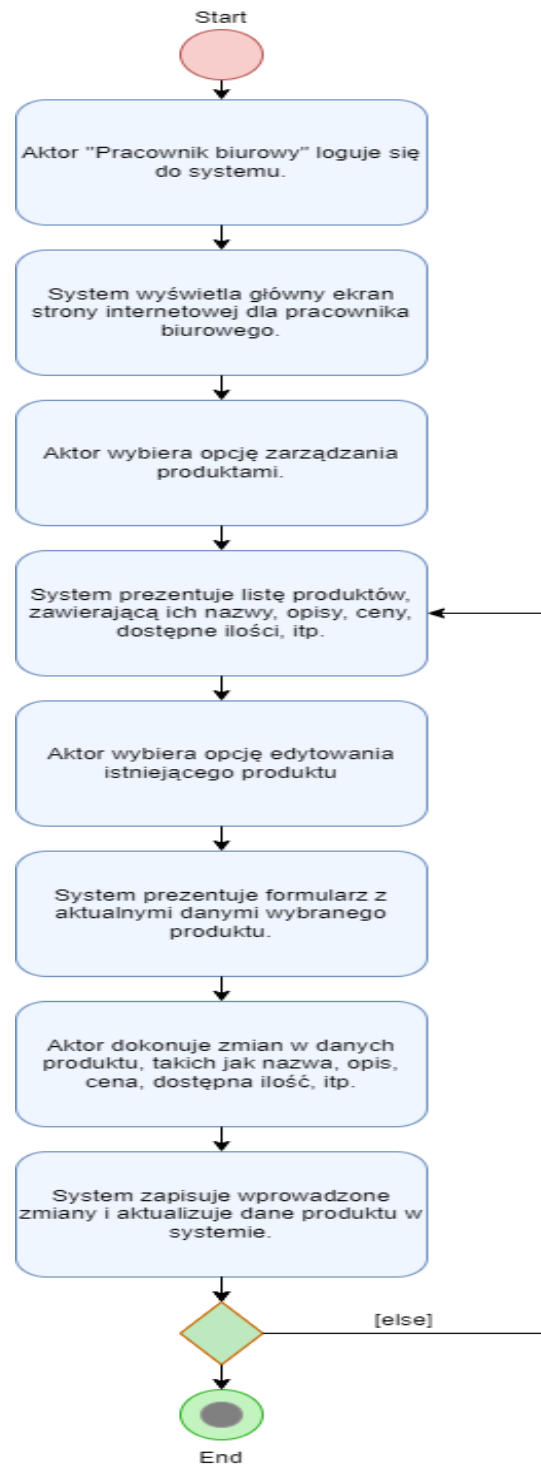 Start
Aktor "Pracownik biurowy" loguje się
do systemu.
System wyświetla główny ekran
strony internetowej dla pracownika
biurowego.
Aktor wybiera opcję zarządzania
produktami.
System prezentuje listę produktów,
zawierającą ich nazwy, opisy, ceny,
dostępne ilości, itp.
Aktor wybiera opcję edytowania
istniejącego produktu
System prezentuje formularz z
aktualnymi danymi wybranego
produktu.
Aktor dokonuje zmian w danych
produktu, takich jak nazwa, opis,
cena, dostępna ilość, itp.
System zapisuje wprowadzone
zmiany i aktualizuje dane produktu w
systemie.
[else]
End